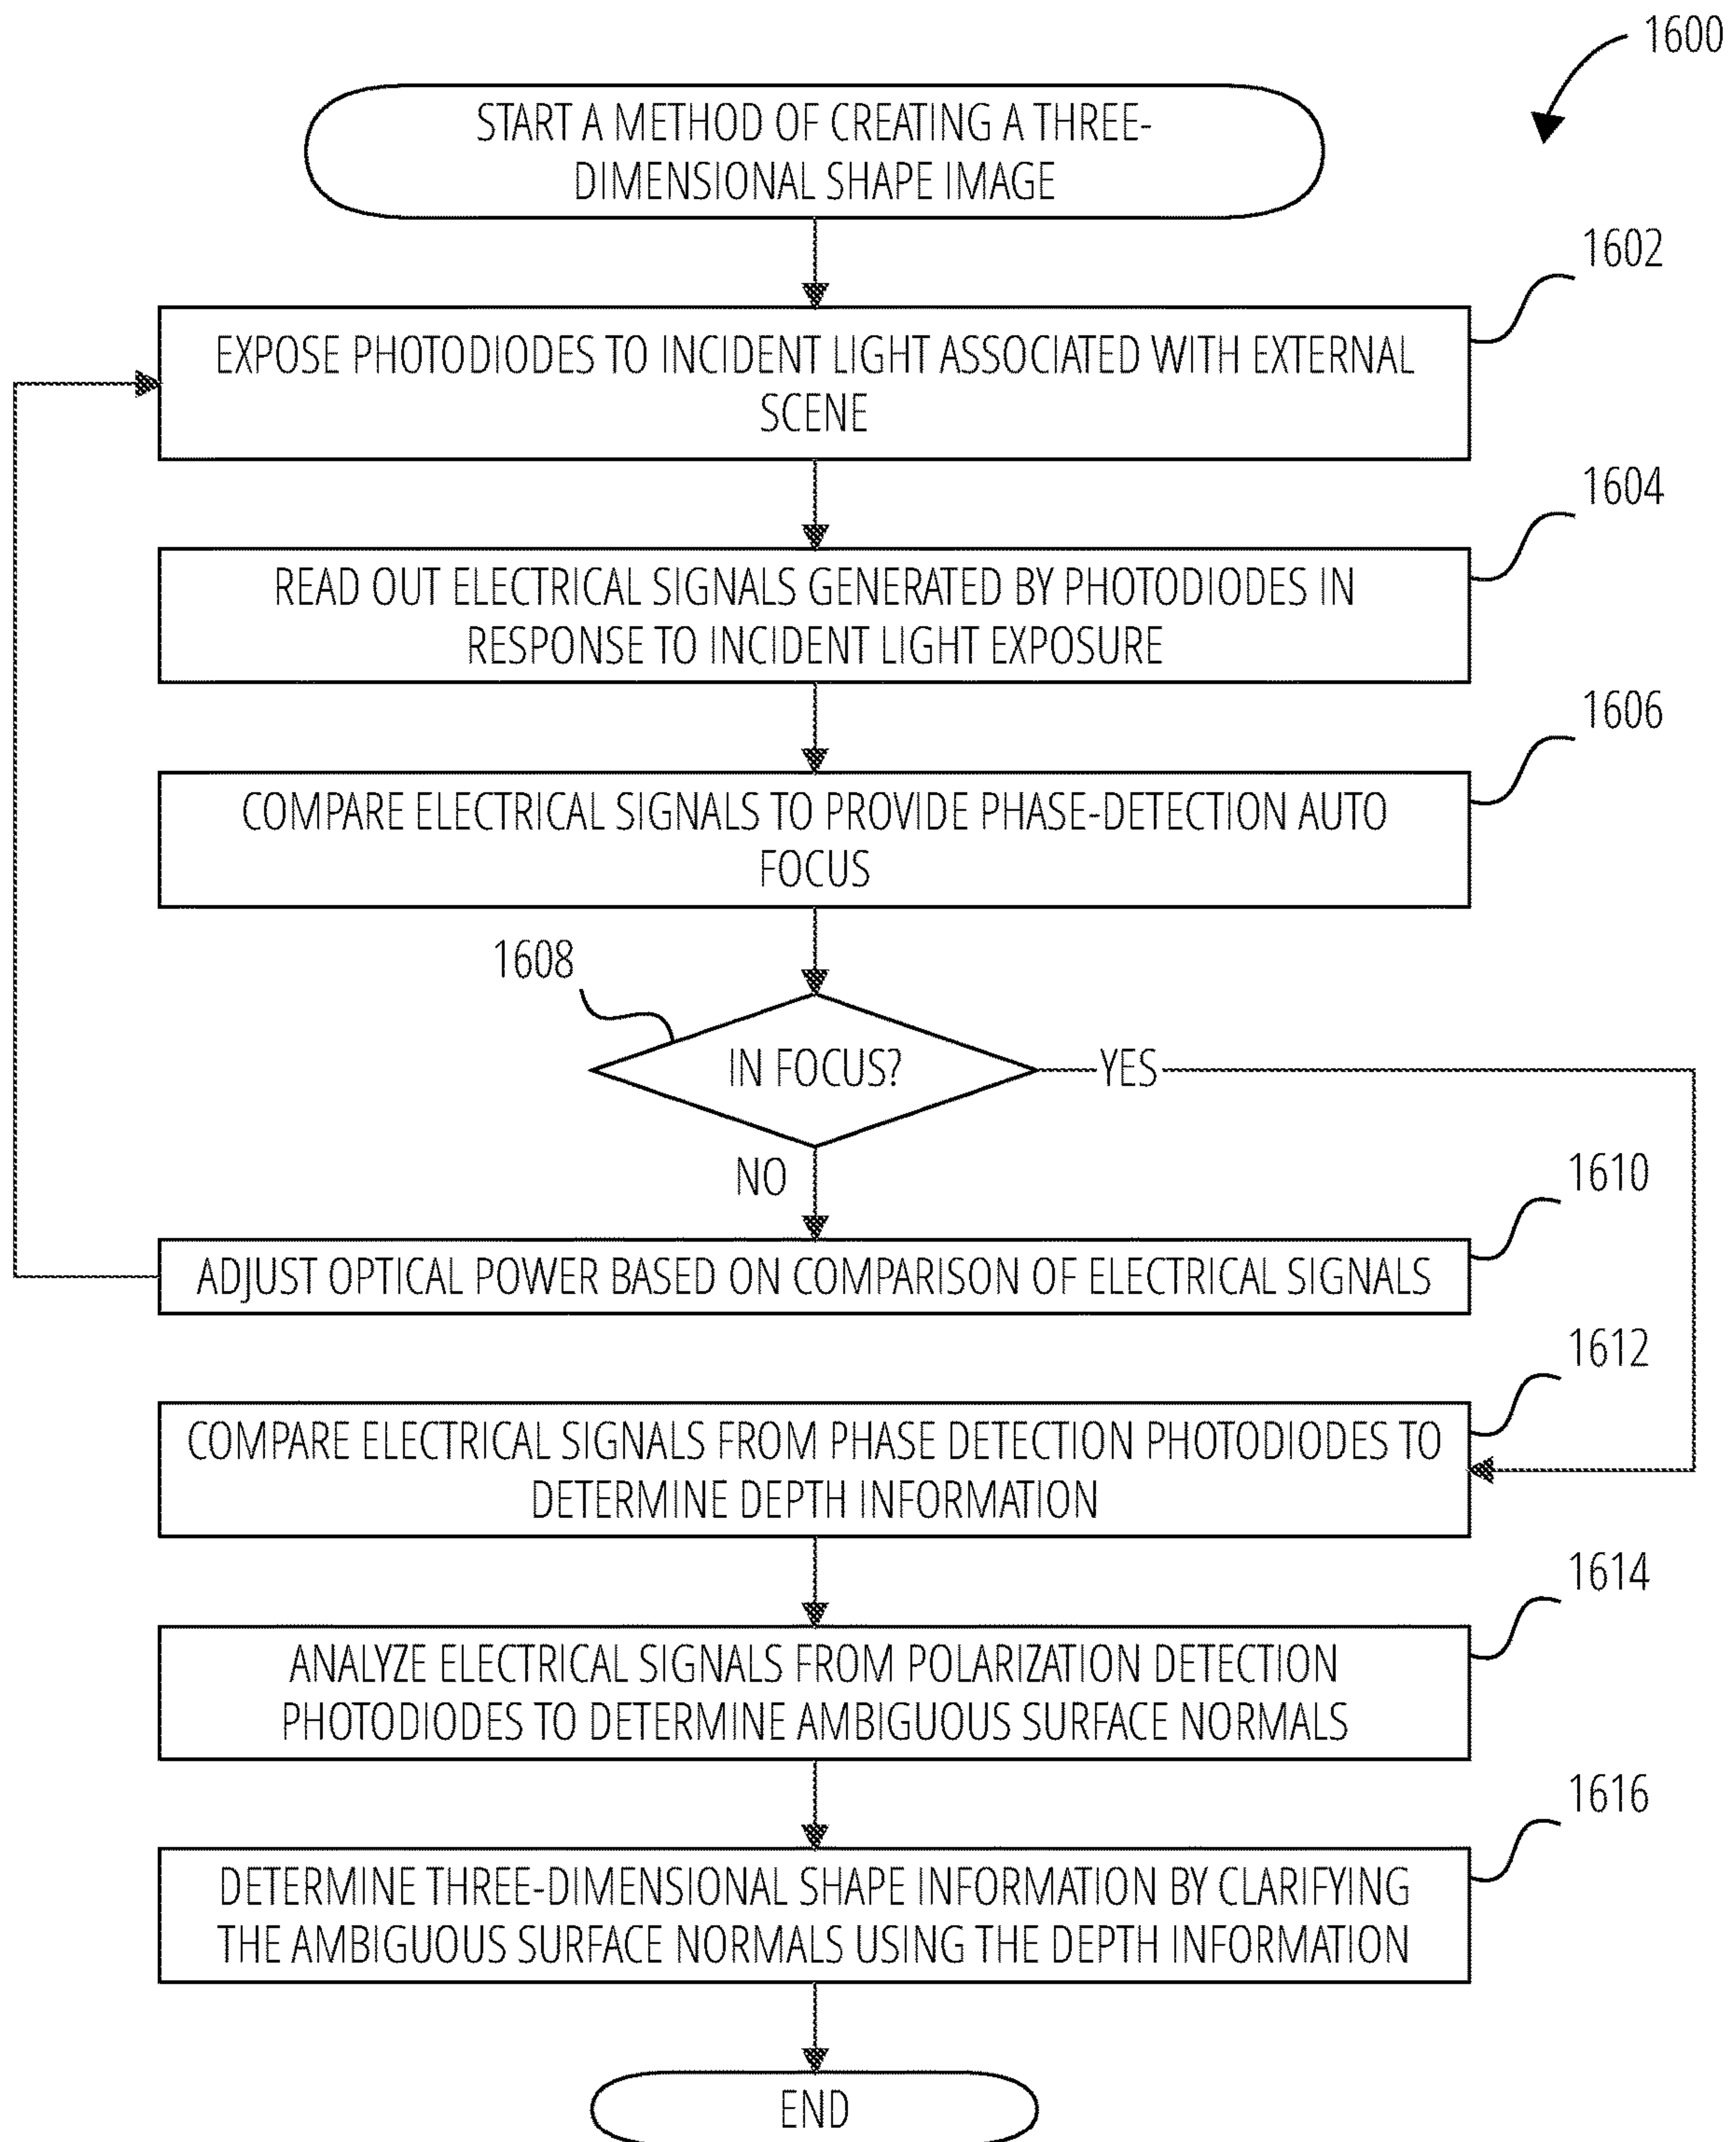 1600
START A METHOD OF CREATING A THREE-
DIMENSIONAL SHAPE IMAGE
1602
EXPOSE PHOTODIODES TO INCIDENT LIGHT ASSOCIATED WITH EXTERNAL
SCENE
1604
READ OUT ELECTRICAL SIGNALS GENERATED BY PHOTODIODES IN
RESPONSE TO INCIDENT LIGHT EXPOSURE
1606
COMPARE ELECTRICAL SIGNALS TO PROVIDE PHASE-DETECTION AUTO
FOCUS
1608
IN FOCUS?
YES
NO
1610
ADJUST OPTICAL POWER BASED ON COMPARISON OF ELECTRICAL SIGNALS
1612
COMPARE ELECTRICAL SIGNALS FROM PHASE DETECTION PHOTODIODES TO
DETERMINE DEPTH INFORMATION
1614
ANALYZE ELECTRICAL SIGNALS FROM POLARIZATION DETECTION
PHOTODIODES TO DETERMINE AMBIGUOUS SURFACE NORMALS
1616
DETERMINE THREE-DIMENSIONAL SHAPE INFORMATION BY CLARIFYING
THE AMBIGUOUS SURFACE NORMALS USING THE DEPTH INFORMATION
END